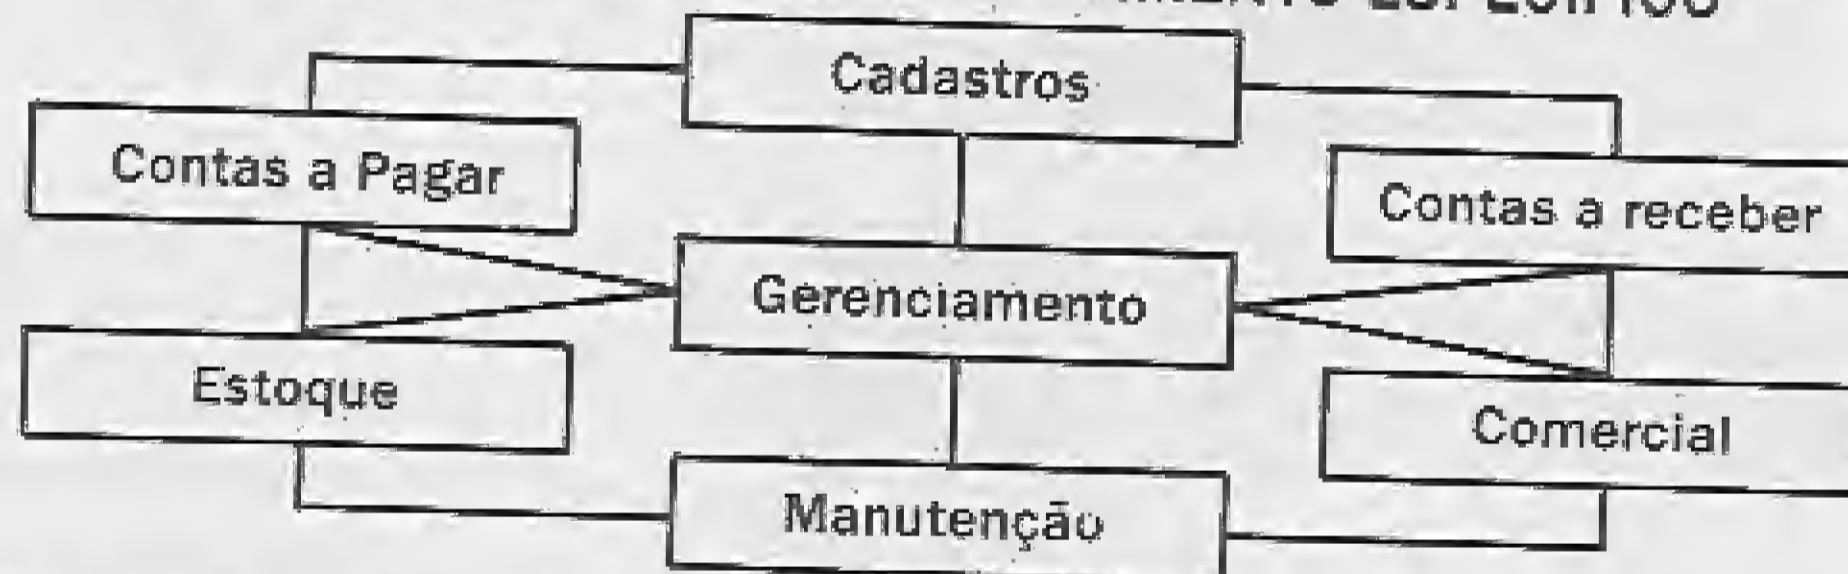 Cadastros
Contas a Pagar
Contas a receber
Gerenciamento
Estoque
Comercial
Manutenção